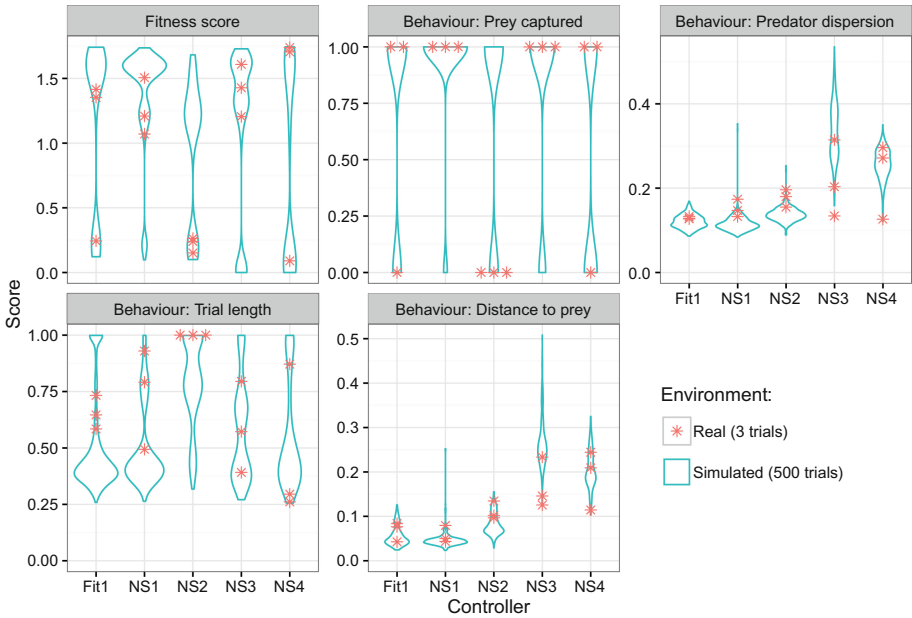 Fitness score
Behaviour: Prey captured
Behaviour: Predator dispersion
1.5
1.0
0.5
0.0
1.00
0.75
0.50
0.25
0.00
0.4
0.2
0.0
Fit1 NS1 NS2 NS3 NS4
Score
Behaviour: Trial length
Behaviour: Distance to prey
1.00
0.75
0.50
0.25
0.00
0.5
0.4
0.3
0.2
0.1
0.0
Fit1 NS1 NS2 NS3 NS4
Fit1 NS1 NS2 NS3 NS4
Controller
Environment:
Real (3 trials)
Simulated (500 trials)